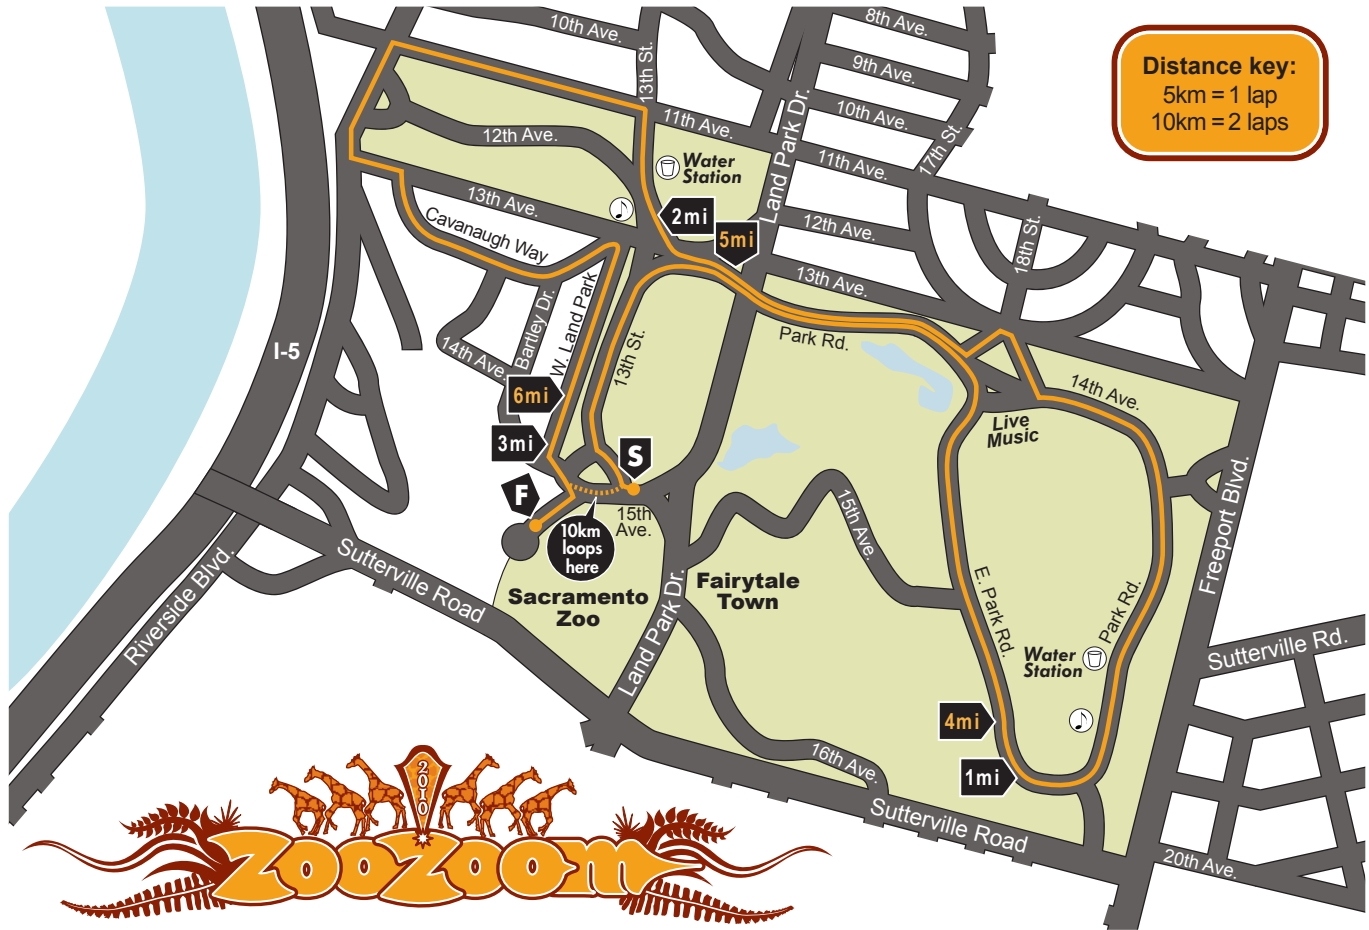 10th Ave.
8th Ave.
9th Ave.
10th Ave.
13th St.
11th Ave.
11th Ave.
17th St.
Land Park Dr.
12th Ave.
Water
Station
13th Ave.
2mi
5mi
12th Ave.
13th Ave.
18th St.
Cavanaugh Way
Distance key:
5km = 1 lap
10km = 2 laps
I-5
14th Ave.
Bartley Dr.
W. Land Park
13th St.
Park Rd.
14th Ave.
Live
Music
6mi
3mi
S
F
15th
Ave.
10km
loops
here
15th Ave.
Freeport Blvd.
Sutterville Road
Riverside Blvd.
Sacramento
Zoo
Fairytale
Town
Land Park Dr.
E. Park Rd.
Park Rd.
Water
Station
Sutterville Rd.
4mi
1mi
16th Ave.
Sutterville Road
20th Ave.
2010
ZooZoom